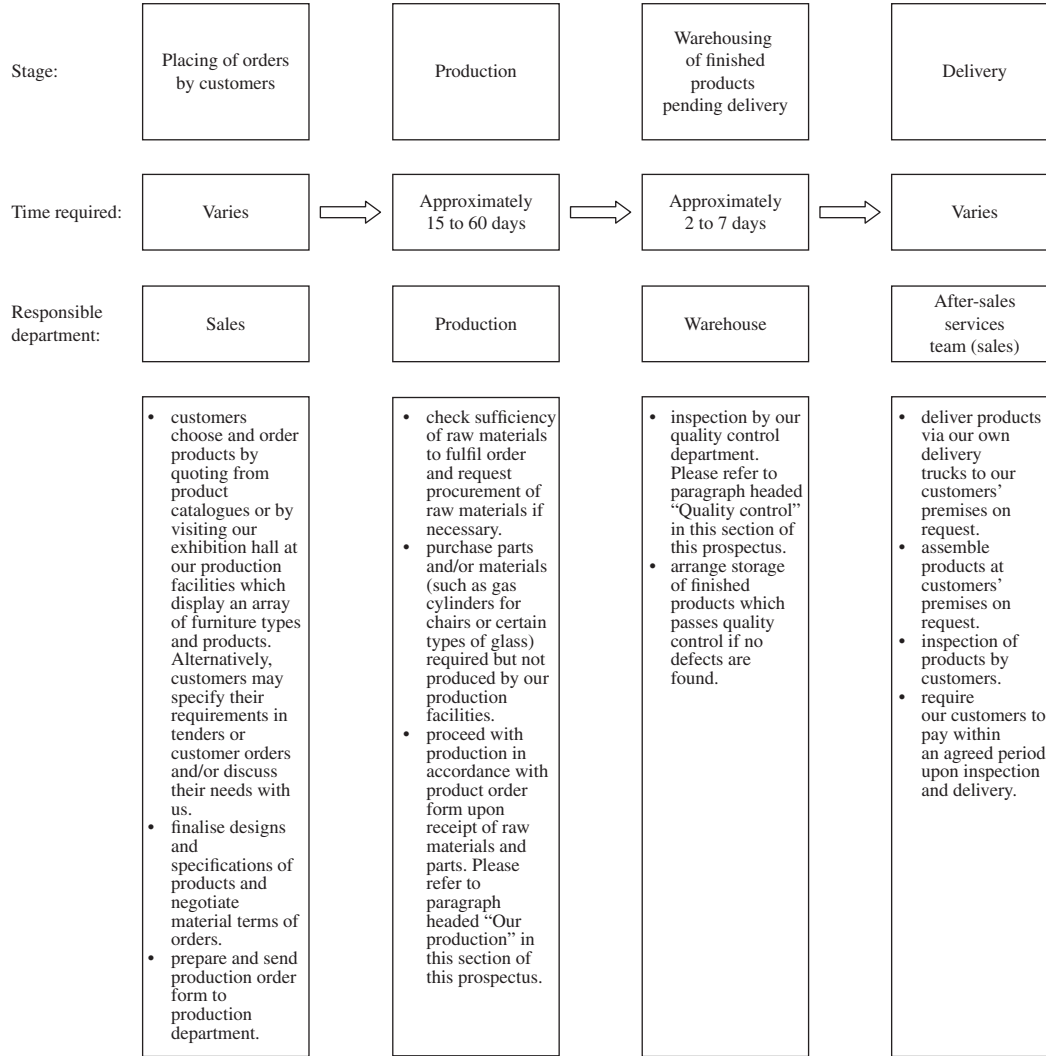 Stage:
Placing of orders
by customers
Production
Warehousing
of finished
products
pending delivery
Delivery
Time required:
Varies
Approximately
15 to 60 days
Approximately
2 to 7 days
Varies
Responsible
department:
Sales
Production
Warehouse
After-sales
services
team (sales)
• customers
choose and order
products by
quoting from
product
catalogues or by
visiting our
exhibition hall at
our production
facilities which
display an array
of furniture types
and products.
Alternatively,
customers may
specify their
requirements in
tenders or
customer orders
and/or discuss
their needs with
us.
• finalise designs
and
specifications of
products and
negotiate
material terms of
orders.
• prepare and send
production order
form to
production
department.
• check sufficiency
of raw materials
to fulfil order
and request
procurement of
raw materials if
necessary.
• purchase parts
and/or materials
(such as gas
cylinders for
chairs or certain
types of glass)
required but not
produced by our
production
facilities.
• proceed with
production in
accordance with
product order
form upon
receipt of raw
materials and
parts. Please
refer to
paragraph
headed “Our
production” in
this section of
this prospectus.
• inspection by our
quality control
department.
Please refer to
paragraph headed
“Quality control”
in this section of
this prospectus.
• arrange storage
of finished
products which
passes quality
control if no
defects are
found.
• deliver products
via our own
delivery
trucks to our
customers’
premises on
request.
• assemble
products at
customers’
premises on
request.
• inspection of
products by
customers.
• require
our customers to
pay within
an agreed period
upon inspection
and delivery.